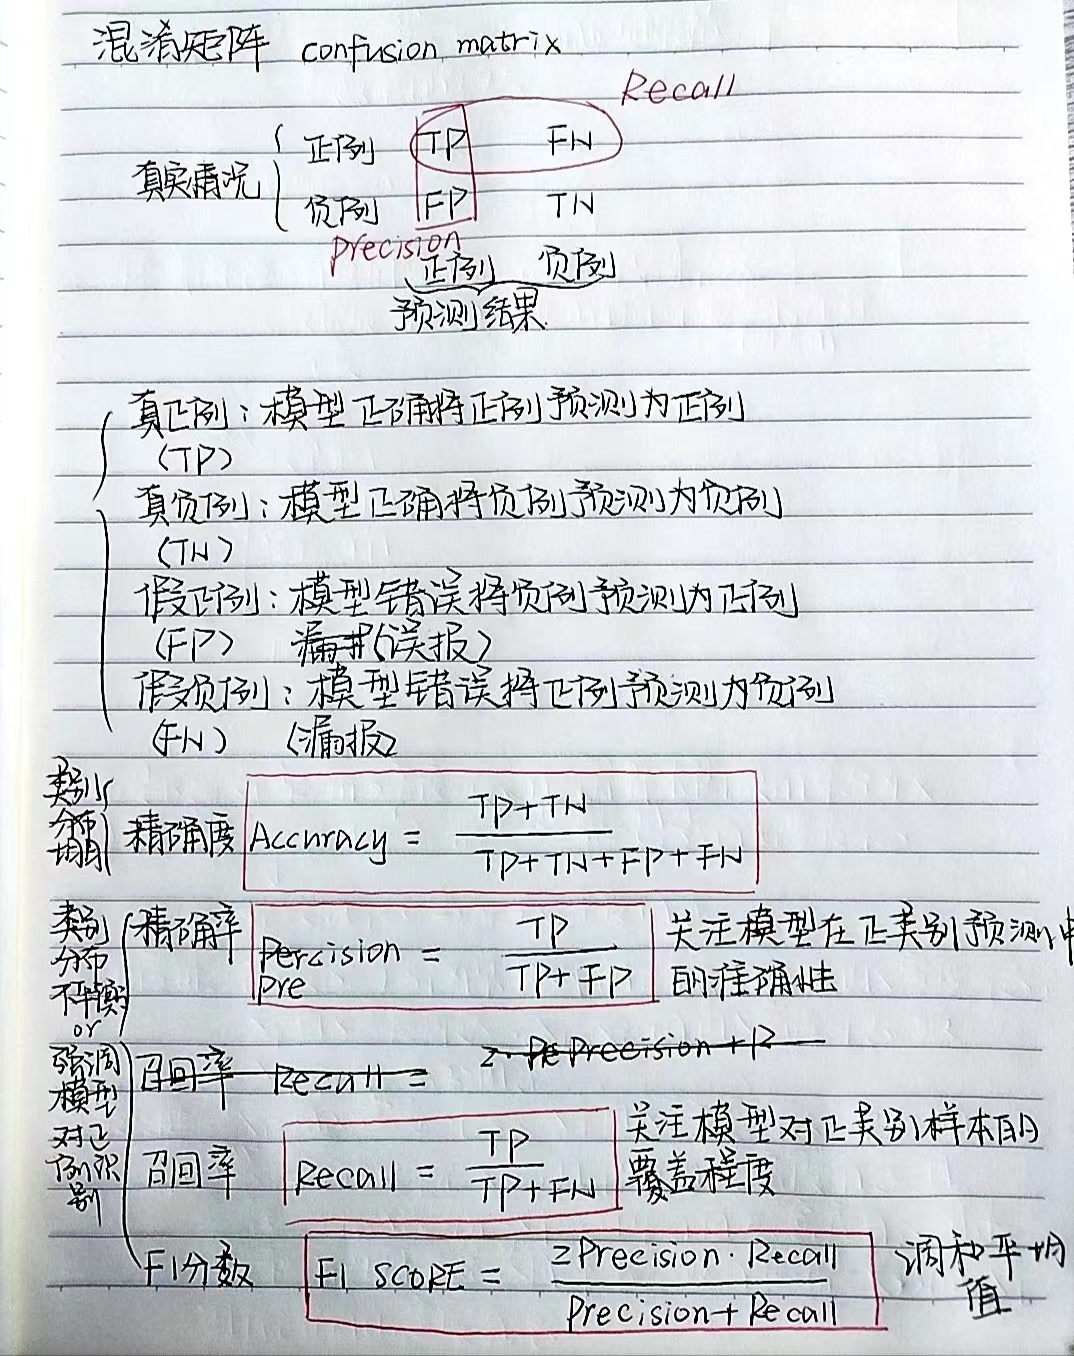 混淆矩阵 confusion matrix
Recall
真实情况
正例 TP FN
负例 FP TN
precision
正例 负例
预测结果
真正例：模型正确将正例预测为正例
(TP)
真负例：模型正确将负例预测为负例
(TN)
假正例：模型错误将负例预测为正例
(FP) (误报)
假负例：模型错误将正例预测为负例
(FN) (漏报)
类别
分布
均匀
精确度 Accuracy = TP+TN
TP+TN+FP+FN
类别
分布
不平衡
or
强调
模型
对正
例识
别
精确率 Percision = TP
TP+FP
Pre
关注模型在正类别预测中
的准确性
召回率 Recall = 2·Pe Precision+R
召回率 Recall = TP
TP+FN
关注模型对正类别样本的
覆盖程度
F1分数 F1 SCORE = 2Precision·Recall
Precision+Recall
调和平均
值